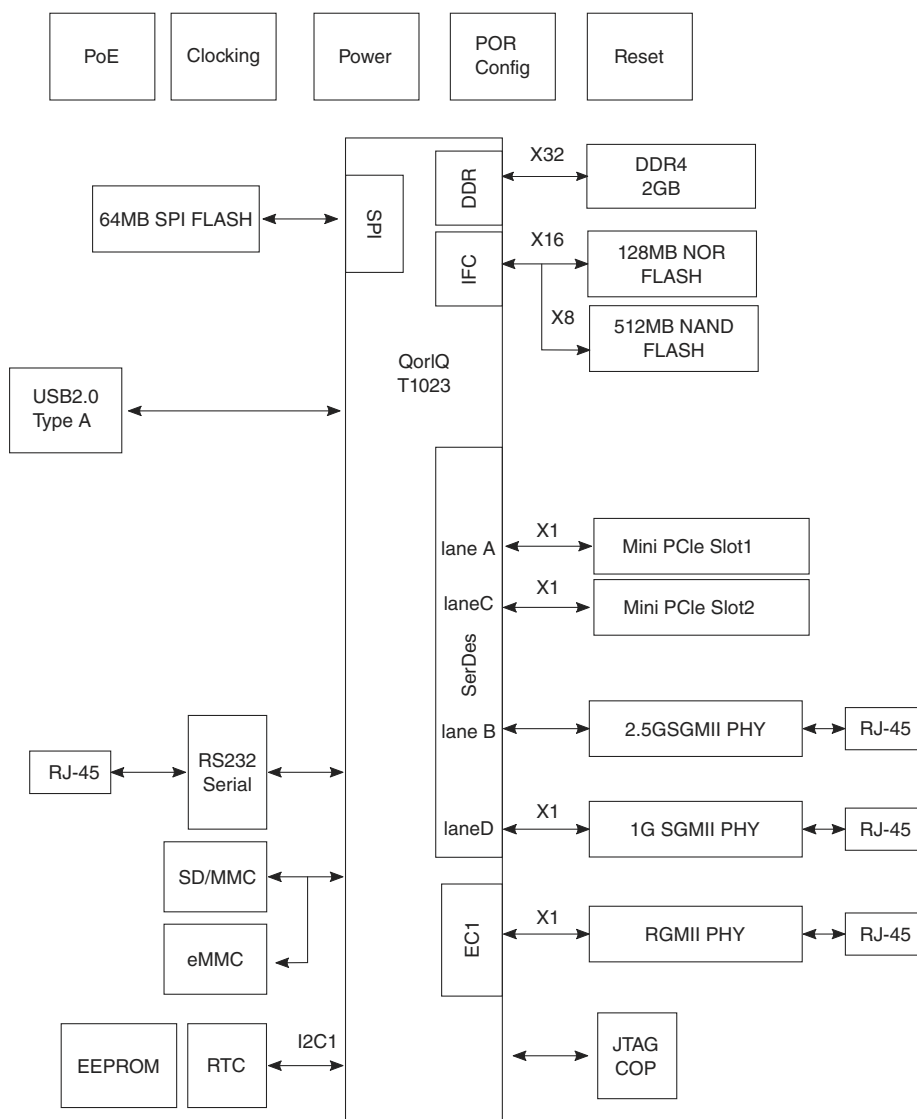 PoE
Clocking
Power
POR
Config
Reset
X32
DDR4
2GB
DDR
64MB SPI FLASH
SPI
IFC
X16
128MB NOR
FLASH
X8
512MB NAND
FLASH
QorIQ
T1023
USB2.0
Type A
lane A
X1
Mini PCIe Slot1
laneC
X1
Mini PCIe Slot2
SerDes
lane B
2.5GSGMII PHY
RJ-45
RJ-45
RS232
Serial
laneD
X1
1G SGMII PHY
RJ-45
SD/MMC
eMMC
EC1
X1
RGMII PHY
RJ-45
EEPROM
RTC
I2C1
JTAG
COP